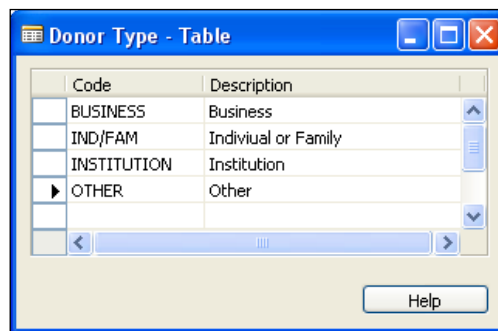 Donor Type - Table
Code Description
BUSINESS Business
IND/FAM Indiviual or Family
INSTITUTION Institution
OTHER Other
Help